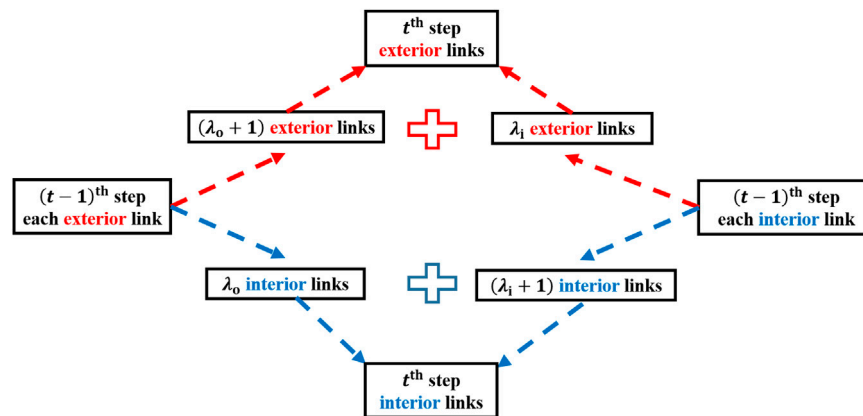 t^th step
exterior links
(λ_o + 1) exterior links
λ_i exterior links
(t − 1)^th step
each exterior link
(t − 1)^th step
each interior link
λ_o interior links
(λ_i + 1) interior links
t^th step
interior links